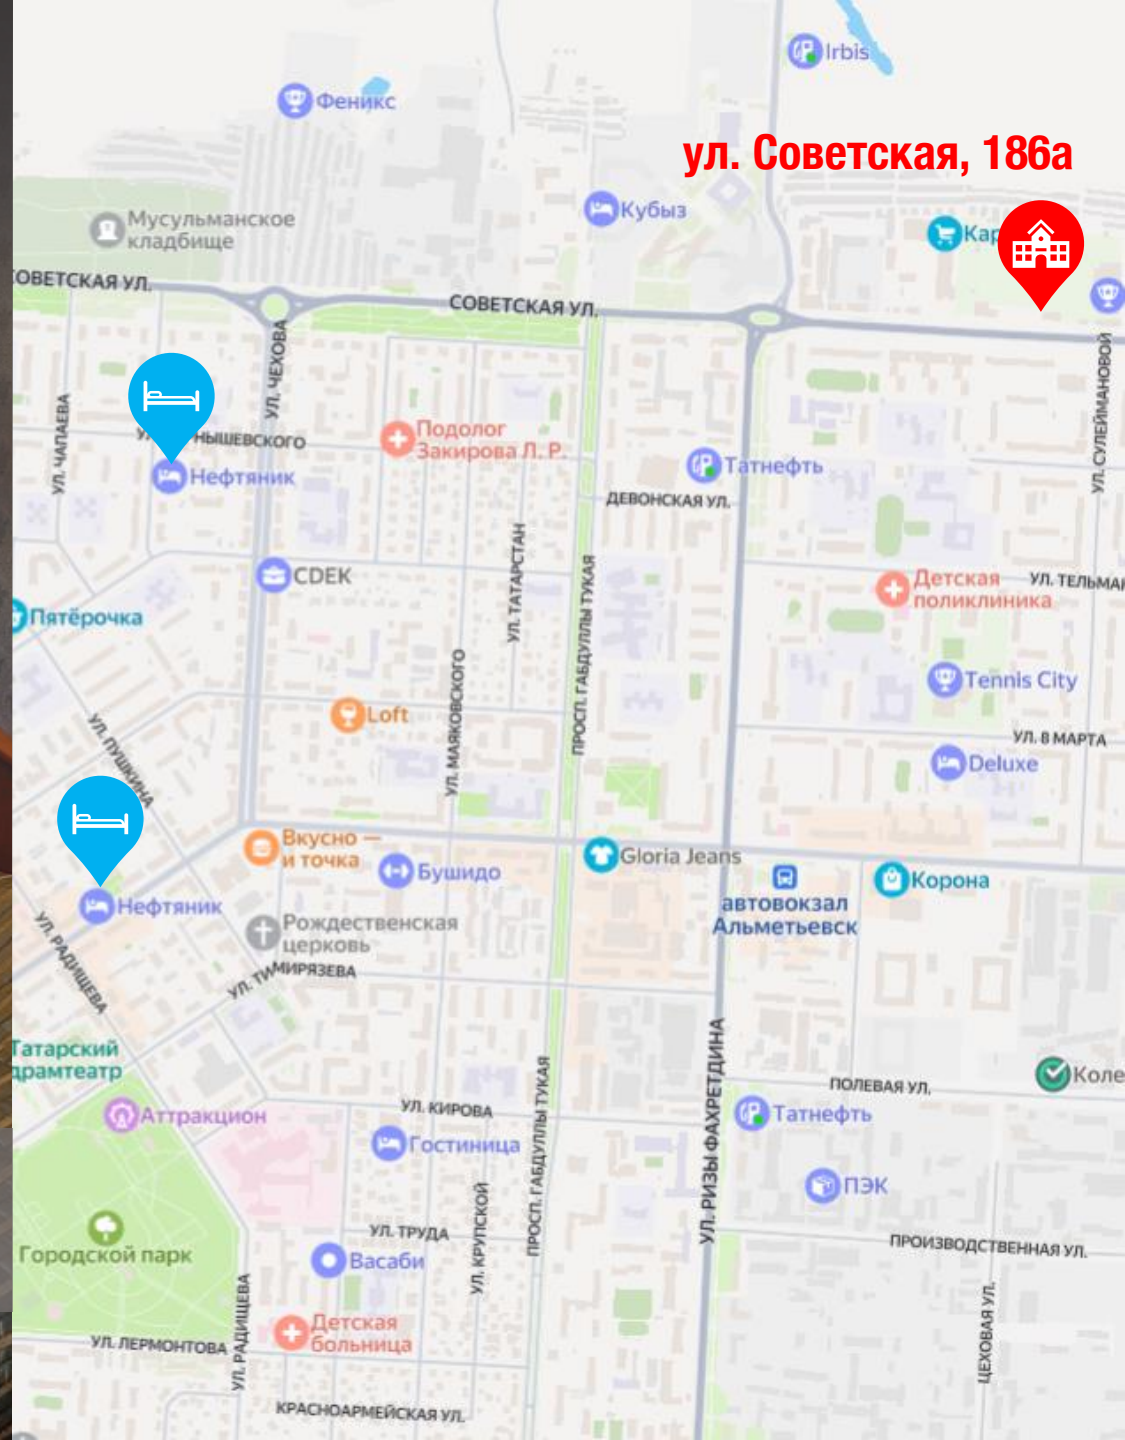 Irbis
Феникс
ул. Советская, 186а
Кубыз
Мусульманское
кладбище
Кар
СОВЕТСКАЯ УЛ.
СОВЕТСКАЯ УЛ.
УЛ. ЧЕХОВА
УЛ. СУЛЕЙМАНОВОЙ
УЛ. ЧАПАЕВА
НЫШЕВСКОГО
Подолог
Закирова Л. Р.
Нефтяник
Татнефть
ДЕВОНСКАЯ УЛ.
УЛ. ТАТАРСТАН
CDEK
ПРОСП. ГАБДУЛЛЫ ТУКАЯ
Детская
поликлиника
УЛ. ТЕЛЬМАН
Пятёрочка
УЛ. МАЯКОВСКОГО
Tennis City
Loft
УЛ. ПУШКИНА
УЛ. 8 МАРТА
Deluxe
Вкусно —
и точка
Бушидо
Gloria Jeans
Корона
автовокзал
Альметьевск
Нефтяник
Рождественская
церковь
УЛ. РАДИЩЕВА
УЛ. ТИМИРЯЗЕВА
Татарский
драмтеатр
УЛ. РИЗЫ ФАХРЕТДИНА
ПРОСП. ГАБДУЛЛЫ ТУКАЯ
Коле
ПОЛЕВАЯ УЛ.
Аттракцион
УЛ. КИРОВА
Татнефть
Гостиница
ПЭК
УЛ. КРУПСКОЙ
УЛ. ТРУДА
Городской парк
Васаби
ПРОИЗВОДСТВЕННАЯ УЛ.
УЛ. РАДИЩЕВА
ЦЕХОВАЯ УЛ.
Детская
больница
УЛ. ЛЕРМОНТОВА
КРАСНОАРМЕЙСКАЯ УЛ.